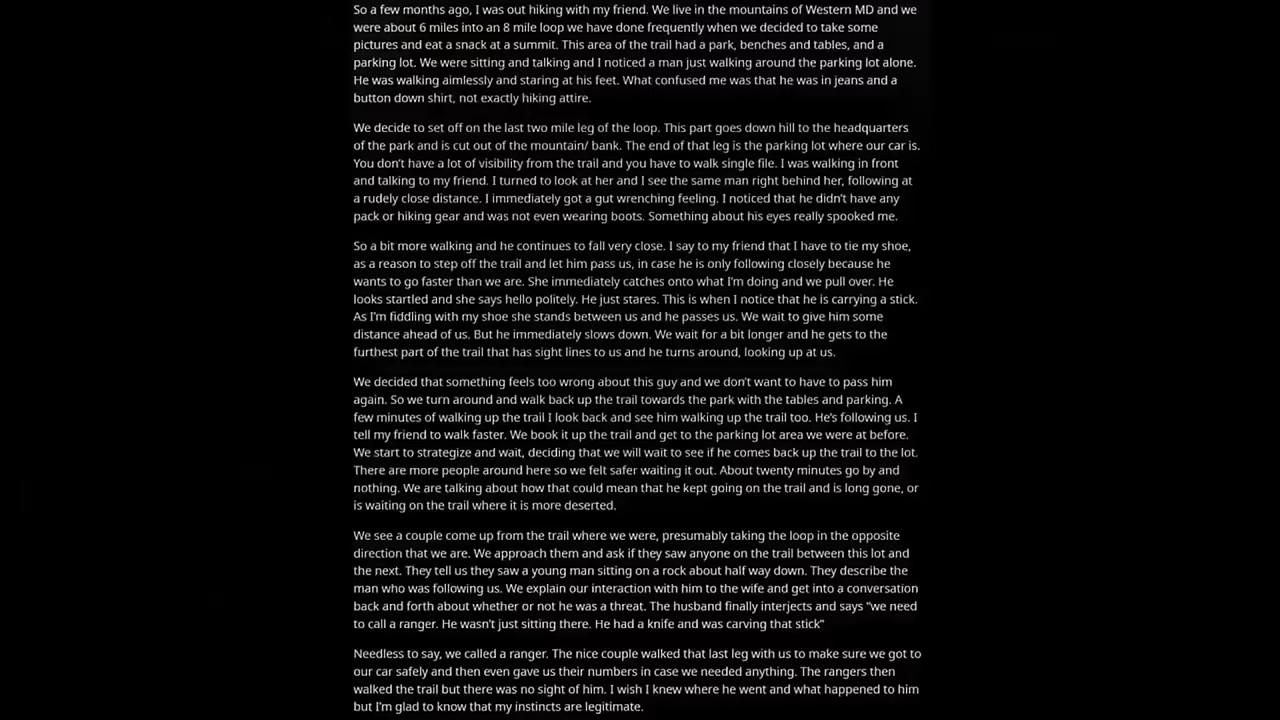 So a few months ago, I was out hiking with my friend. We live in the mountains of Western MD and we
were about 6 miles into an 8 mile loop we have done frequently when we decided to take some
pictures and eat a snack at a summit. This area of the trail had a park, benches and tables, and a
parking lot. We were sitting and talking and I noticed a man just walking around the parking lot alone.
He was walking aimlessly and staring at his feet. What confused me was that he was in jeans and a
button down shirt, not exactly hiking attire.
We decide to set off on the last two mile leg of the loop. This part goes down hill to the headquarters
of the park and is cut out of the mountain/ bank. The end of that leg is the parking lot where our car is.
You don't have a lot of visibility from the trail and you have to walk single file. I was walking in front
and talking to my friend. I turned to look at her and I see the same man right behind her, following at
a rudely close distance. I immediately got a gut wrenching feeling. I noticed that he didn't have any
pack or hiking gear and was not even wearing boots. Something about his eyes really spooked me.
So a bit more walking and he continues to fall very close. I say to my friend that I have to tie my shoe,
as a reason to step off the trail and let him pass us, in case he is only following closely because he
wants to go faster than we are. She immediately catches onto what I'm doing and we pull over. He
looks startled and she says hello politely. He just stares. This is when I notice that he is carrying a stick.
As I'm fiddling with my shoe she stands between us and he passes us. We wait to give him some
distance ahead of us. But he immediately slows down. We wait for a bit longer and he gets to the
furthest part of the trail that has sight lines to us and he turns around, looking up at us.
We decided that something feels too wrong about this guy and we don't want to have to pass him
again. So we turn around and walk back up the trail towards the park with the tables and parking. A
few minutes of walking up the trail I look back and see him walking up the trail too. He's following us. I
tell my friend to walk faster. We book it up the trail and get to the parking lot area we were at before.
We start to strategize and wait, deciding that we will wait to see if he comes back up the trail to the lot.
There are more people around here so we felt safer waiting it out. About twenty minutes go by and
nothing. We are talking about how that could mean that he kept going on the trail and is long gone, or
is waiting on the trail where it is more deserted.
We see a couple come up from the trail where we were, presumably taking the loop in the opposite
direction that we are. We approach them and ask if they saw anyone on the trail between this lot and
the next. They tell us they saw a young man sitting on a rock about half way down. They describe the
man who was following us. We explain our interaction with him to the wife and get into a conversation
back and forth about whether or not he was a threat. The husband finally interjects and says "we need
to call a ranger. He wasn't just sitting there. He had a knife and was carving that stick"
Needless to say, we called a ranger. The nice couple walked that last leg with us to make sure we got to
our car safely and then even gave us their numbers in case we needed anything. The rangers then
walked the trail but there was no sight of him. I wish I knew where he went and what happened to him
but I'm glad to know that my instincts are legitimate.